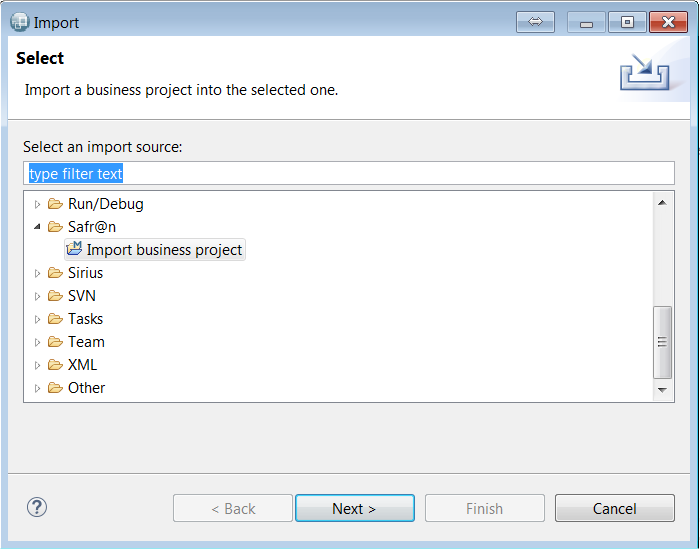 Import
Select
Import a business project into the selected one.
Select an import source:
type filter text
Run/Debug
Safr@n
Import business project
Sirius
SVN
Tasks
Team
XML
Other
?
< Back
Next >
Finish
Cancel